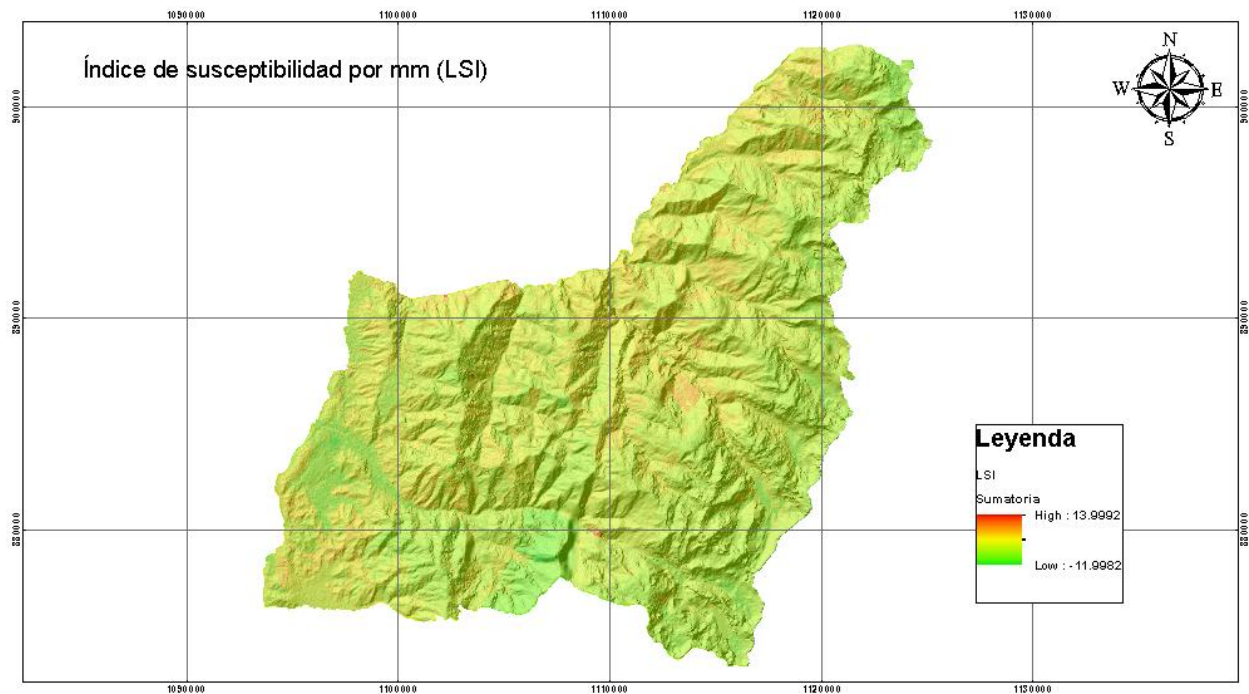 1090000 1100000 1110000 1120000 1130000
Índice de susceptibilidad por mm (LSI)
N
W E
S
900000 900000
890000 890000
Leyenda
LSI
Sumatoria
High : 13.9992
Low : -11.9982
880000 880000
1090000 1100000 1110000 1120000 1130000